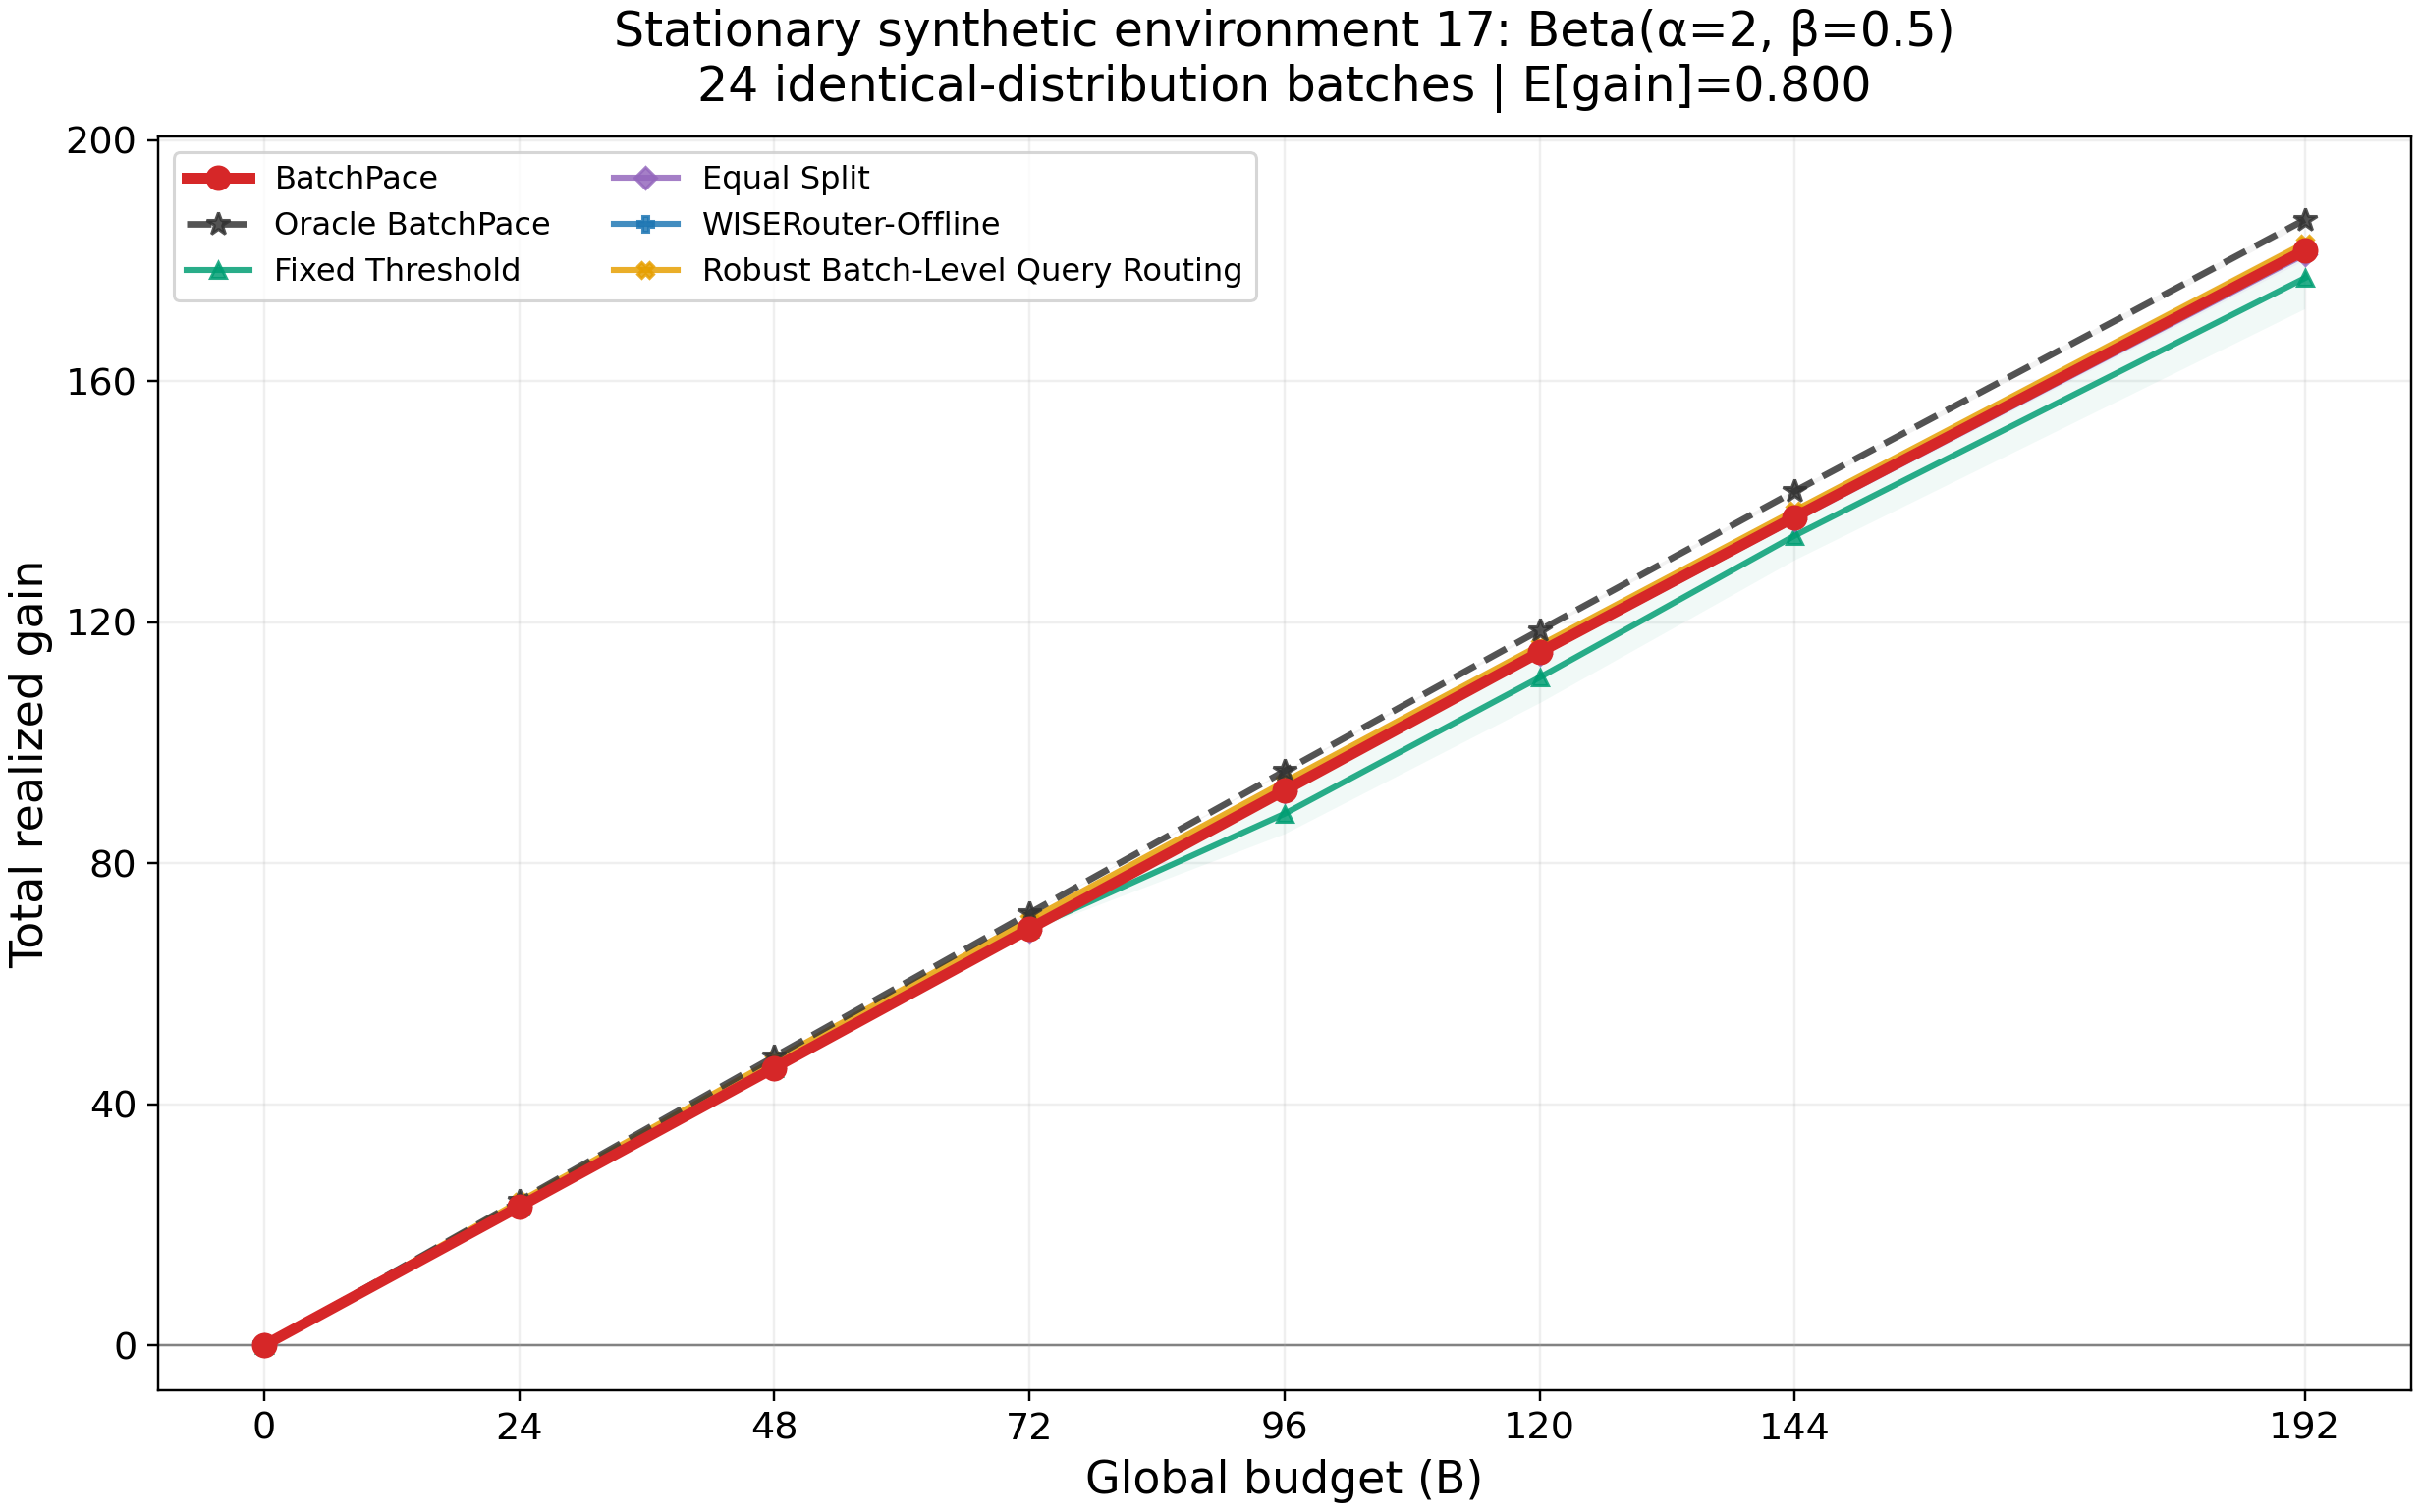 Stationary synthetic environment 17: Beta(α=2, β=0.5)
24 identical-distribution batches | E[gain]=0.800
BatchPace
Oracle BatchPace
Fixed Threshold
Equal Split
WISERouter-Offline
Robust Batch-Level Query Routing
Total realized gain
200
160
120
80
40
0
0 24 48 72 96 120 144 192
Global budget (B)